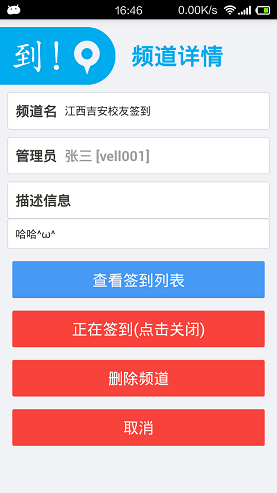 16:46 0.00K/s
到！ 频道详情
频道名 江西吉安校友签到
管理员 张三 [vell001]
描述信息
哈哈^ω^
查看签到列表
正在签到(点击关闭)
删除频道
取消